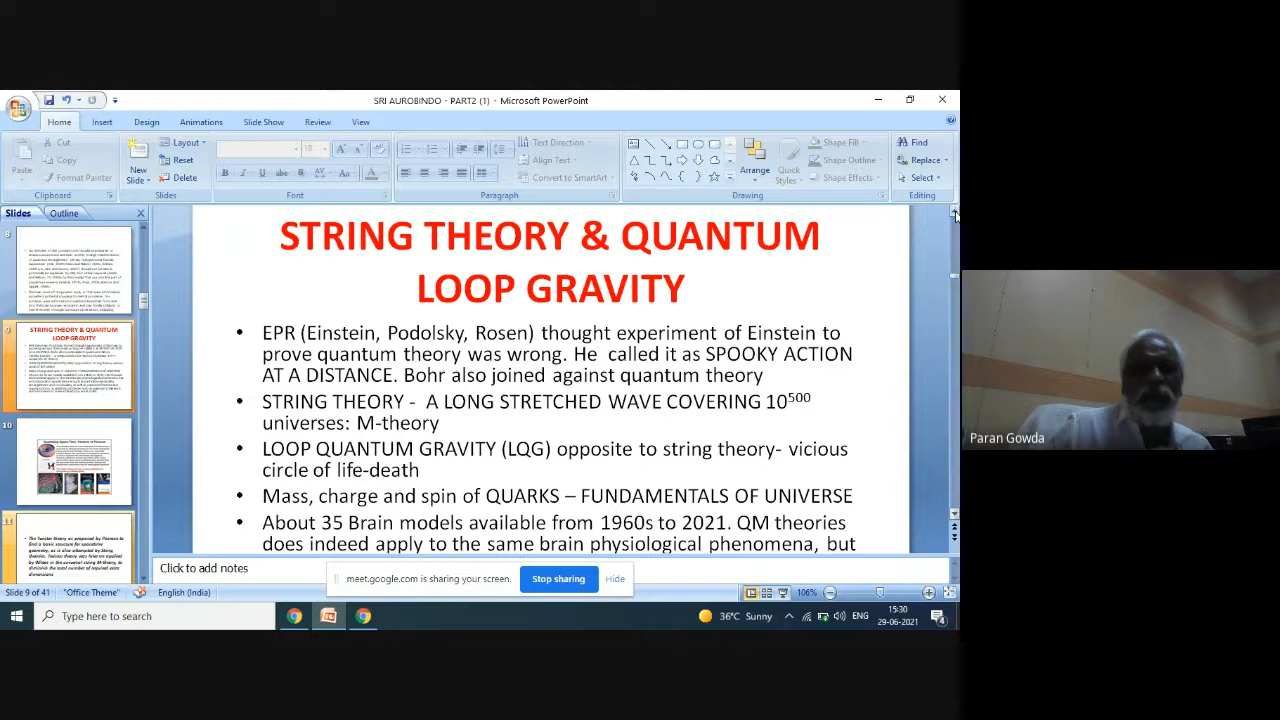 SRI AUROBINDO - PART2 (1) - Microsoft PowerPoint
Home Insert Design Animations Slide Show Review View
Paste
Cut
Copy
Format Painter
Clipboard
New
Slide
Layout
Reset
Delete
Slides
18
Font
Text Direction
Align Text
Convert to SmartArt
Paragraph
Arrange
Quick
Styles
Shape Fill
Shape Outline
Shape Effects
Drawing
Find
Replace
Select
Editing
Slides Outline
8
9
STRING THEORY & QUANTUM
LOOP GRAVITY
10
11
STRING THEORY & QUANTUM
LOOP GRAVITY
• EPR (Einstein, Podolsky, Rosen) thought experiment of Einstein to
prove quantum theory was wrong. He called it as SPOOKY ACTION
AT A DISTANCE. Bohr also joined against quantum theory
• STRING THEORY - A LONG STRETCHED WAVE COVERING 10^500
universes: M-theory
• LOOP QUANTUM GRAVITY (LQG) opposite to string theory- vicious
circle of life-death
• Mass, charge and spin of QUARKS – FUNDAMENTALS OF UNIVERSE
• About 35 Brain models available from 1960s to 2021. QM theories
does indeed apply to the same brain physiological phenomena, but
Click to add notes
meet.google.com is sharing your screen. Stop sharing Hide
Slide 9 of 41 "Office Theme" English (India) 106%
Type here to search
36°C Sunny
ENG
15:30
29-06-2021
4
Paran Gowda